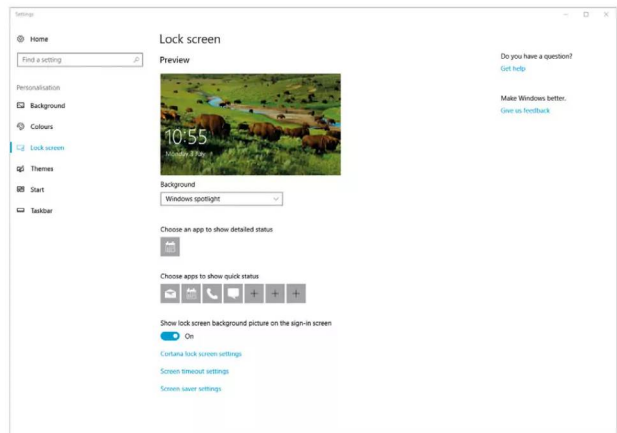 Settings
Home
Find a setting
Personalisation
Background
Colours
Lock screen
Themes
Start
Taskbar
Lock screen
Preview
10:55
Monday 3 July
Background
Windows spotlight
Choose an app to show detailed status
Choose apps to show quick status
Show lock screen background picture on the sign-in screen
On
Cortana lock screen settings
Screen timeout settings
Screen saver settings
Do you have a question?
Get help
Make Windows better.
Give us feedback